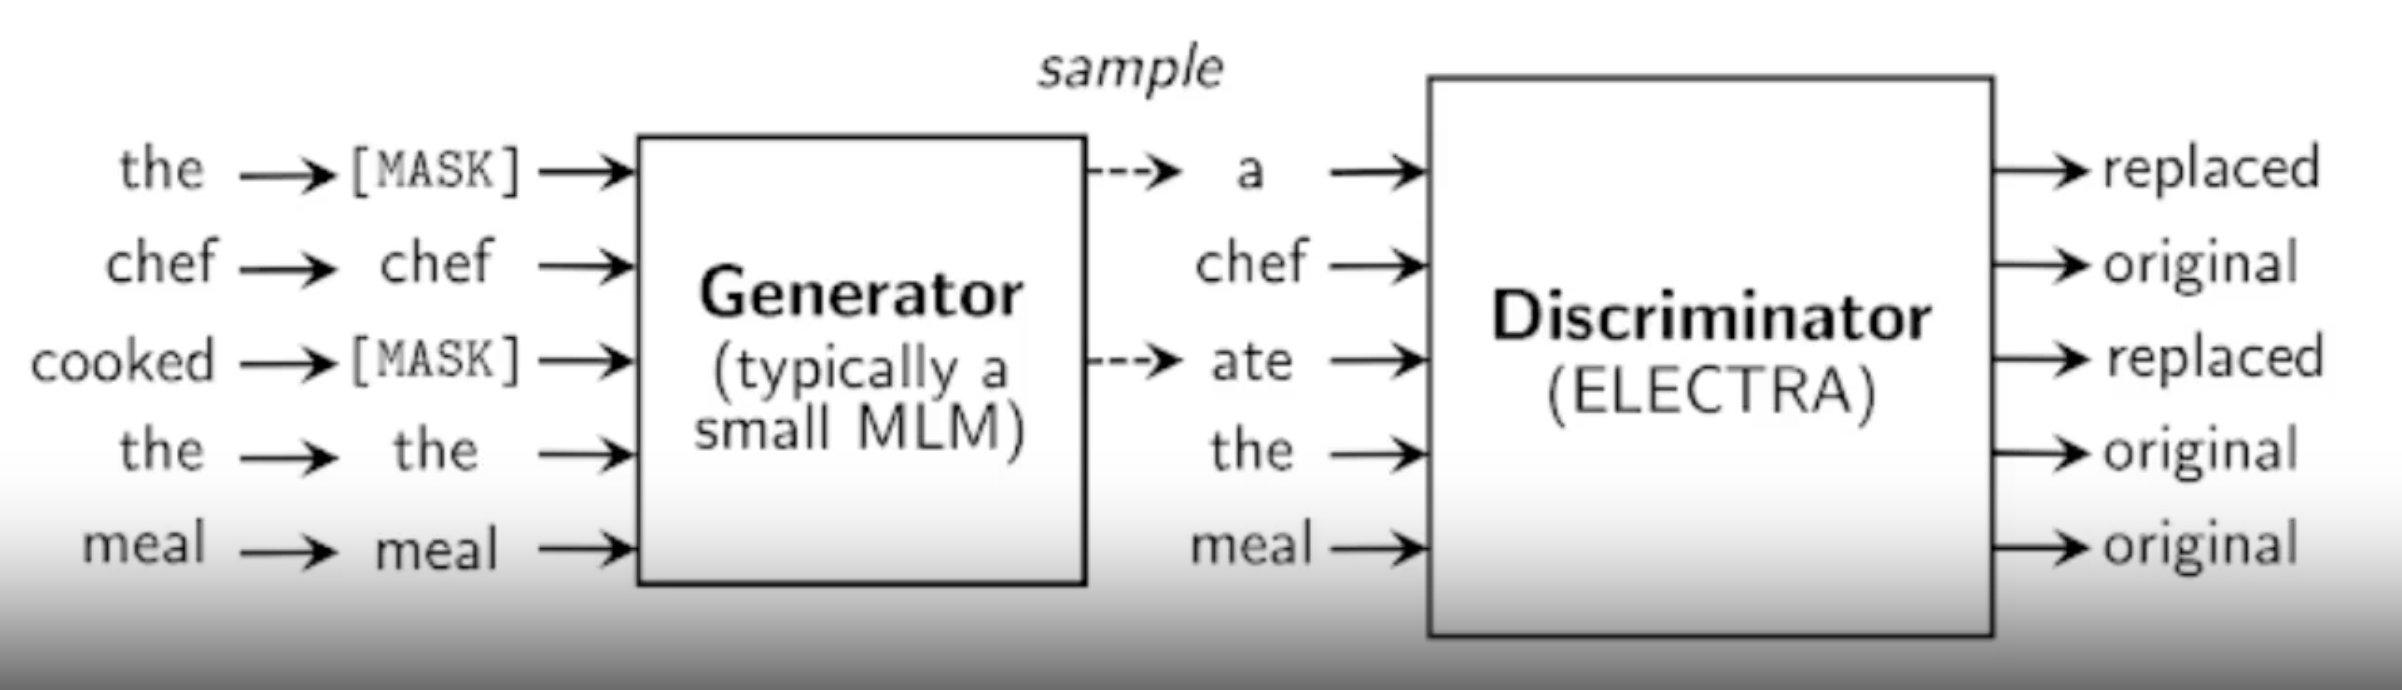 sample
the [MASK] a replaced
chef chef chef original
Generator
Discriminator
cooked [MASK] ate replaced
(typically a
(ELECTRA)
small MLM)
the the the original
meal meal meal original